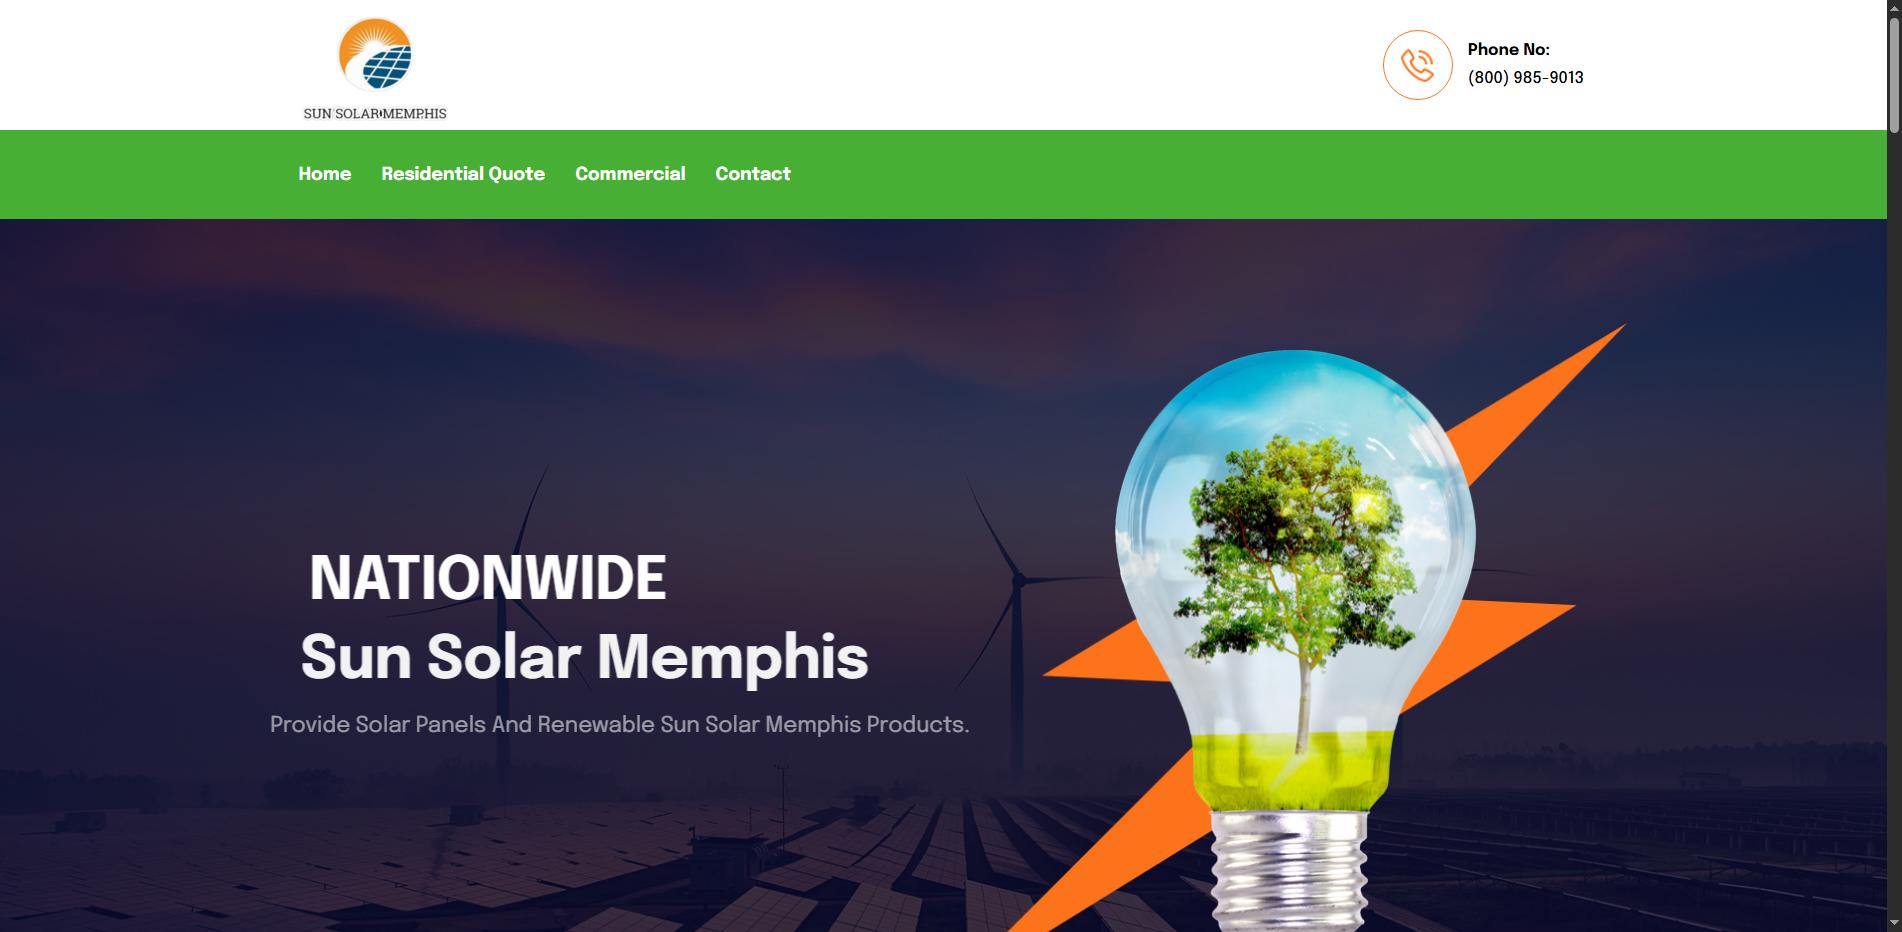 SUN SOLAR MEMPHIS
Phone No:
(800) 985-9013
Home Residential Quote Commercial Contact
NATIONWIDE
Sun Solar Memphis
Provide Solar Panels And Renewable Sun Solar Memphis Products.